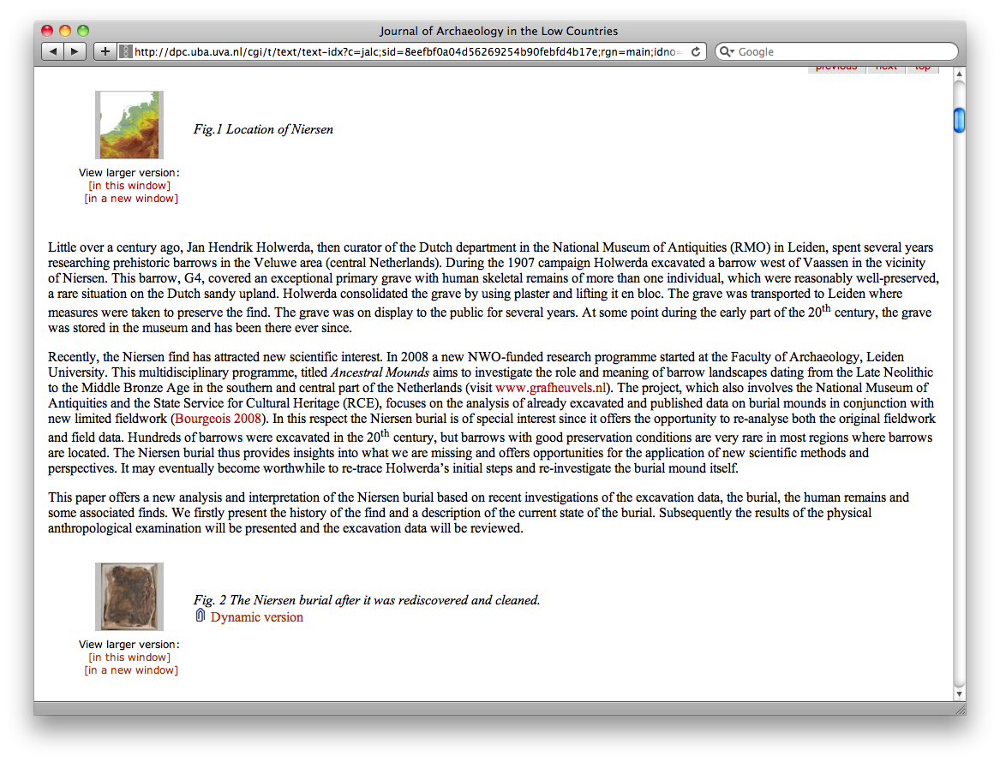 Journal of Archaeology in the Low Countries
http://dpc.uba.uva.nl/cgi/t/text/text-idx?c=jalc;sid=8eefbf0a04d56269254b90febfd4b17e;rgn=main;idno=
Google
previous next top
Fig.1 Location of Niersen
View larger version:
[in this window]
[in a new window]
Little over a century ago, Jan Hendrik Holwerda, then curator of the Dutch department in the National Museum of Antiquities (RMO) in Leiden, spent several years
researching prehistoric barrows in the Veluwe area (central Netherlands). During the 1907 campaign Holwerda excavated a barrow west of Vaassen in the vicinity
of Niersen. This barrow, G4, covered an exceptional primary grave with human skeletal remains of more than one individual, which were reasonably well-preserved,
a rare situation on the Dutch sandy upland. Holwerda consolidated the grave by using plaster and lifting it en bloc. The grave was transported to Leiden where
measures were taken to preserve the find. The grave was on display to the public for several years. At some point during the early part of the 20th century, the grave
was stored in the museum and has been there ever since.
Recently, the Niersen find has attracted new scientific interest. In 2008 a new NWO-funded research programme started at the Faculty of Archaeology, Leiden
University. This multidisciplinary programme, titled Ancestral Mounds aims to investigate the role and meaning of barrow landscapes dating from the Late Neolithic
to the Middle Bronze Age in the southern and central part of the Netherlands (visit www.grafheuvels.nl). The project, which also involves the National Museum of
Antiquities and the State Service for Cultural Heritage (RCE), focuses on the analysis of already excavated and published data on burial mounds in conjunction with
new limited fieldwork (Bourgeois 2008). In this respect the Niersen burial is of special interest since it offers the opportunity to re-analyse both the original fieldwork
and field data. Hundreds of barrows were excavated in the 20th century, but barrows with good preservation conditions are very rare in most regions where barrows
are located. The Niersen burial thus provides insights into what we are missing and offers opportunities for the application of new scientific methods and
perspectives. It may eventually become worthwhile to re-trace Holwerda's initial steps and re-investigate the burial mound itself.
This paper offers a new analysis and interpretation of the Niersen burial based on recent investigations of the excavation data, the burial, the human remains and
some associated finds. We firstly present the history of the find and a description of the current state of the burial. Subsequently the results of the physical
anthropological examination will be presented and the excavation data will be reviewed.
Fig. 2 The Niersen burial after it was rediscovered and cleaned.
Dynamic version
View larger version:
[in this window]
[in a new window]